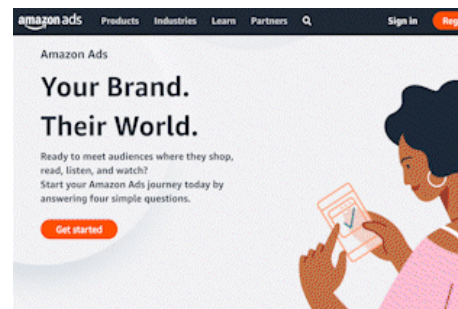 amazon ads Products Industries Learn Partners Sign in Reg
Amazon Ads
Your Brand.
Their World.
Ready to meet audiences where they shop,
read, listen, and watch?
Start your Amazon Ads journey today by
answering four simple questions.
Get started